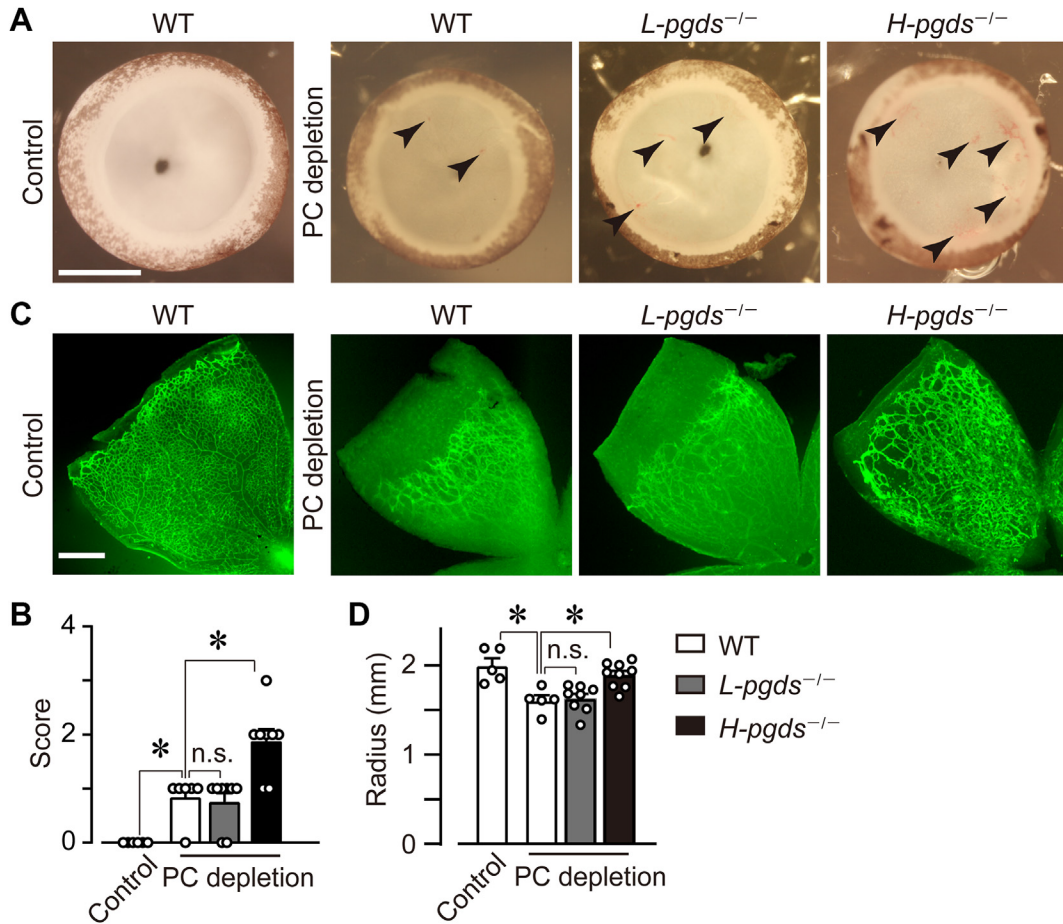 A
WT
WT
L-pgds−/−
H-pgds−/−
Control
PC depletion
C
WT
WT
L-pgds−/−
H-pgds−/−
Control
PC depletion
B
Score
4
2
0
*
n.s.
*
Control
PC depletion
D
Radius (mm)
2
1
0
*
n.s.
*
Control
PC depletion
WT
L-pgds−/−
H-pgds−/−